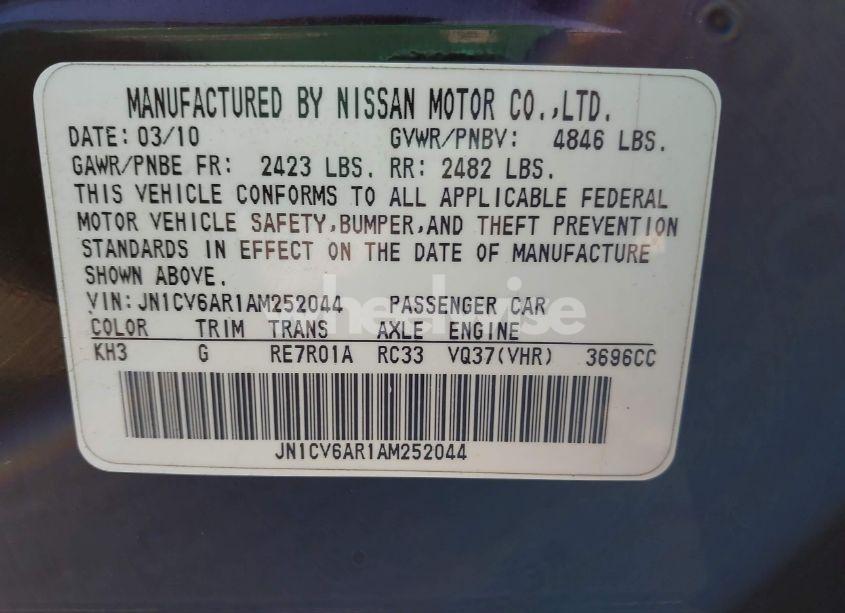 MANUFACTURED BY NISSAN MOTOR CO.,LTD.
DATE: 03/10 GVWR/PNBV: 4846 LBS.
GAWR/PNBE FR: 2423 LBS. RR: 2482 LBS.
THIS VEHICLE CONFORMS TO ALL APPLICABLE FEDERAL
MOTOR VEHICLE SAFETY,BUMPER,AND THEFT PREVENTION
STANDARDS IN EFFECT ON THE DATE OF MANUFACTURE
SHOWN ABOVE.
VIN: JN1CV6AR1AM252044 PASSENGER CAR
wheelwise
COLOR TRIM TRANS AXLE ENGINE
KH3 G RE7R01A RC33 VQ37(VHR) 3696CC
JN1CV6AR1AM252044